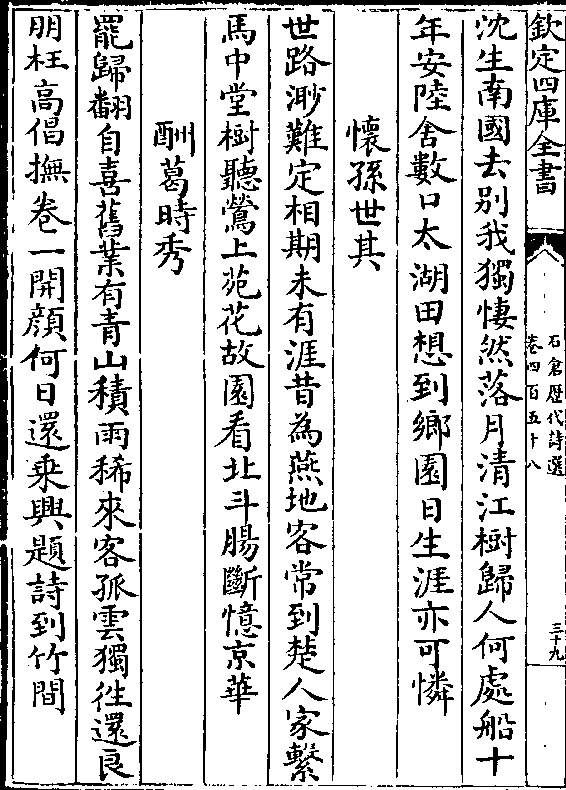 欽定四庫全書
石倉歴代詩選
卷四百五十八
三十九
沈生南國去别我獨悽然落月清江樹歸人何處船十
年安陸舍數口太湖田想到鄉園日生涯亦可憐
懷孫世其
世路渺難定相期未有涯昔為燕地客常到楚人家繫
馬中堂樹聽鶯上苑花故園看北斗腸斷憶京華
酬葛時秀
罷歸翻自喜舊業有青山積雨稀來客孤雲獨徃還良
朋枉高倡撫卷一開顔何日還乘興題詩到竹間